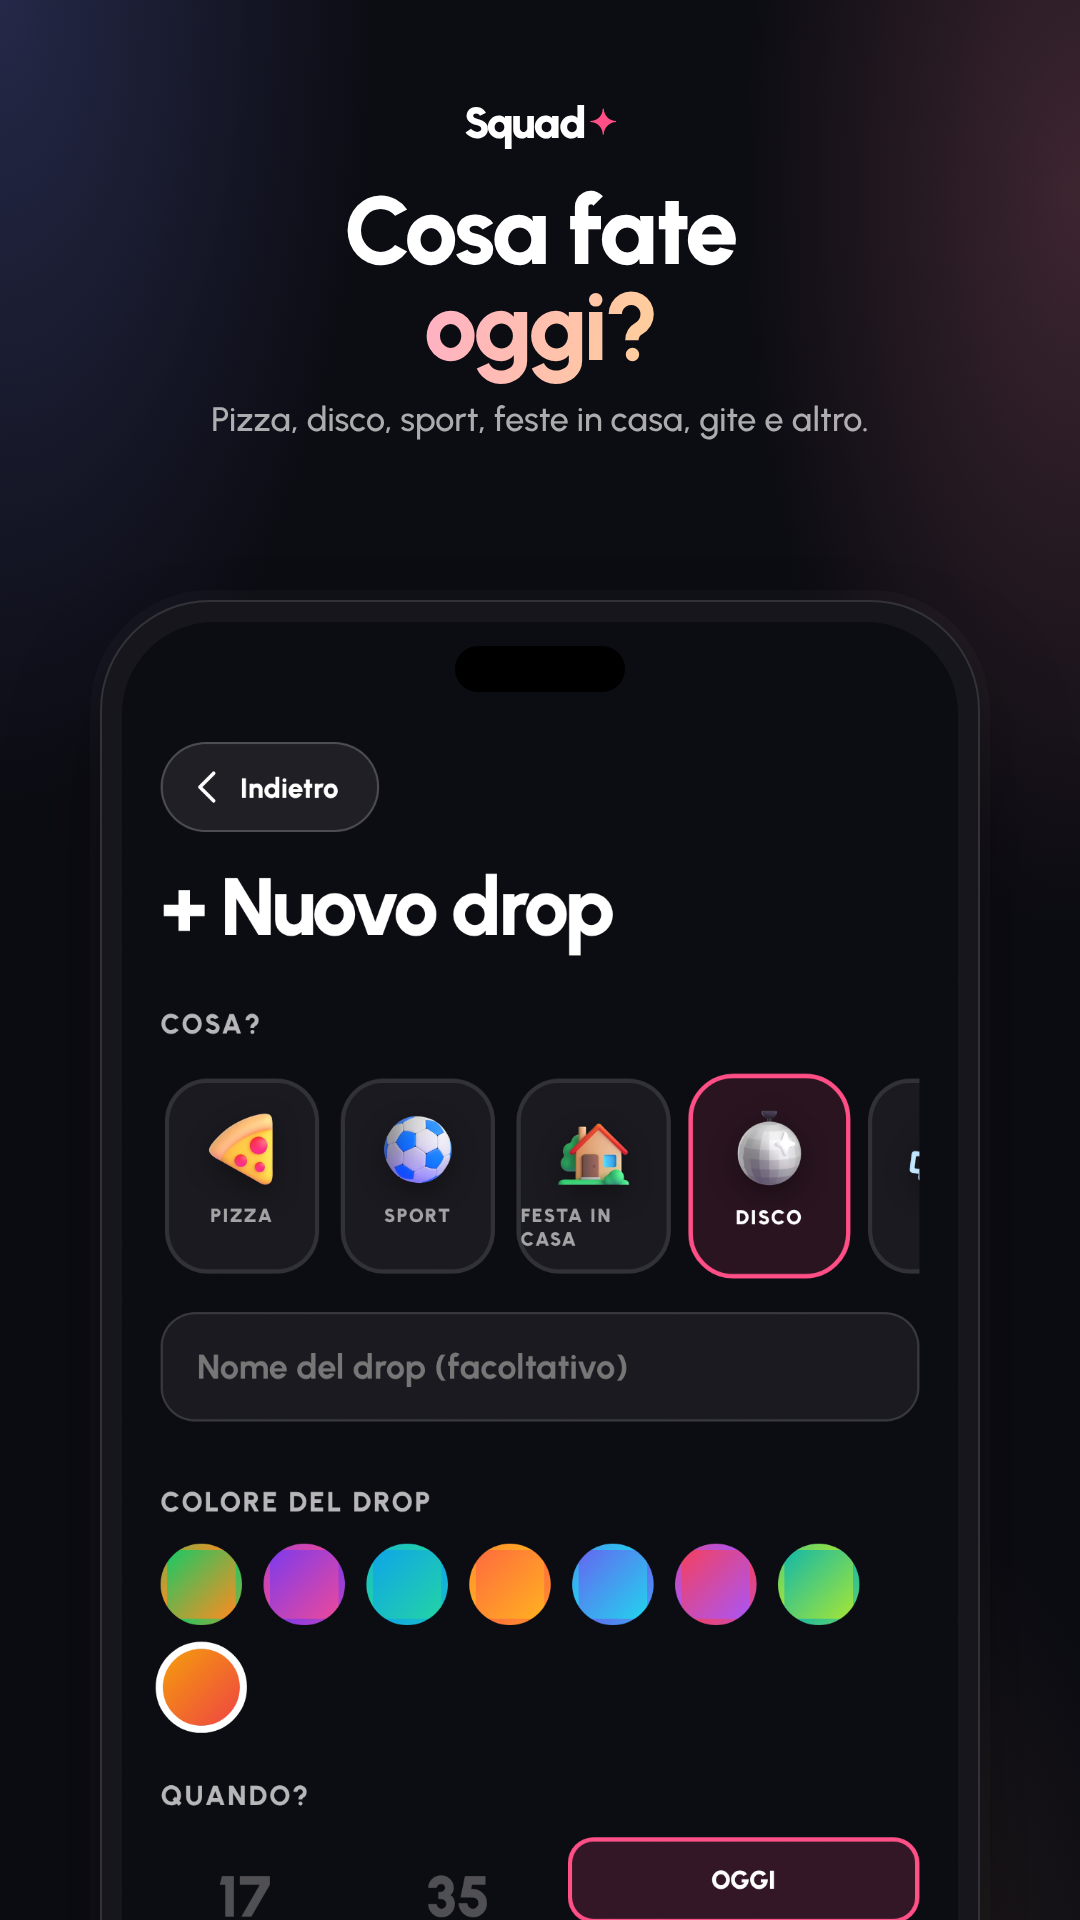 Squad
Cosa fate
oggi?
Pizza, disco, sport, feste in casa, gite e altro.
Indietro
+ Nuovo drop
COSA?
PIZZA
SPORT
FESTA IN
CASA
DISCO
Nome del drop (facoltativo)
COLORE DEL DROP
QUANDO?
17 35 OGGI